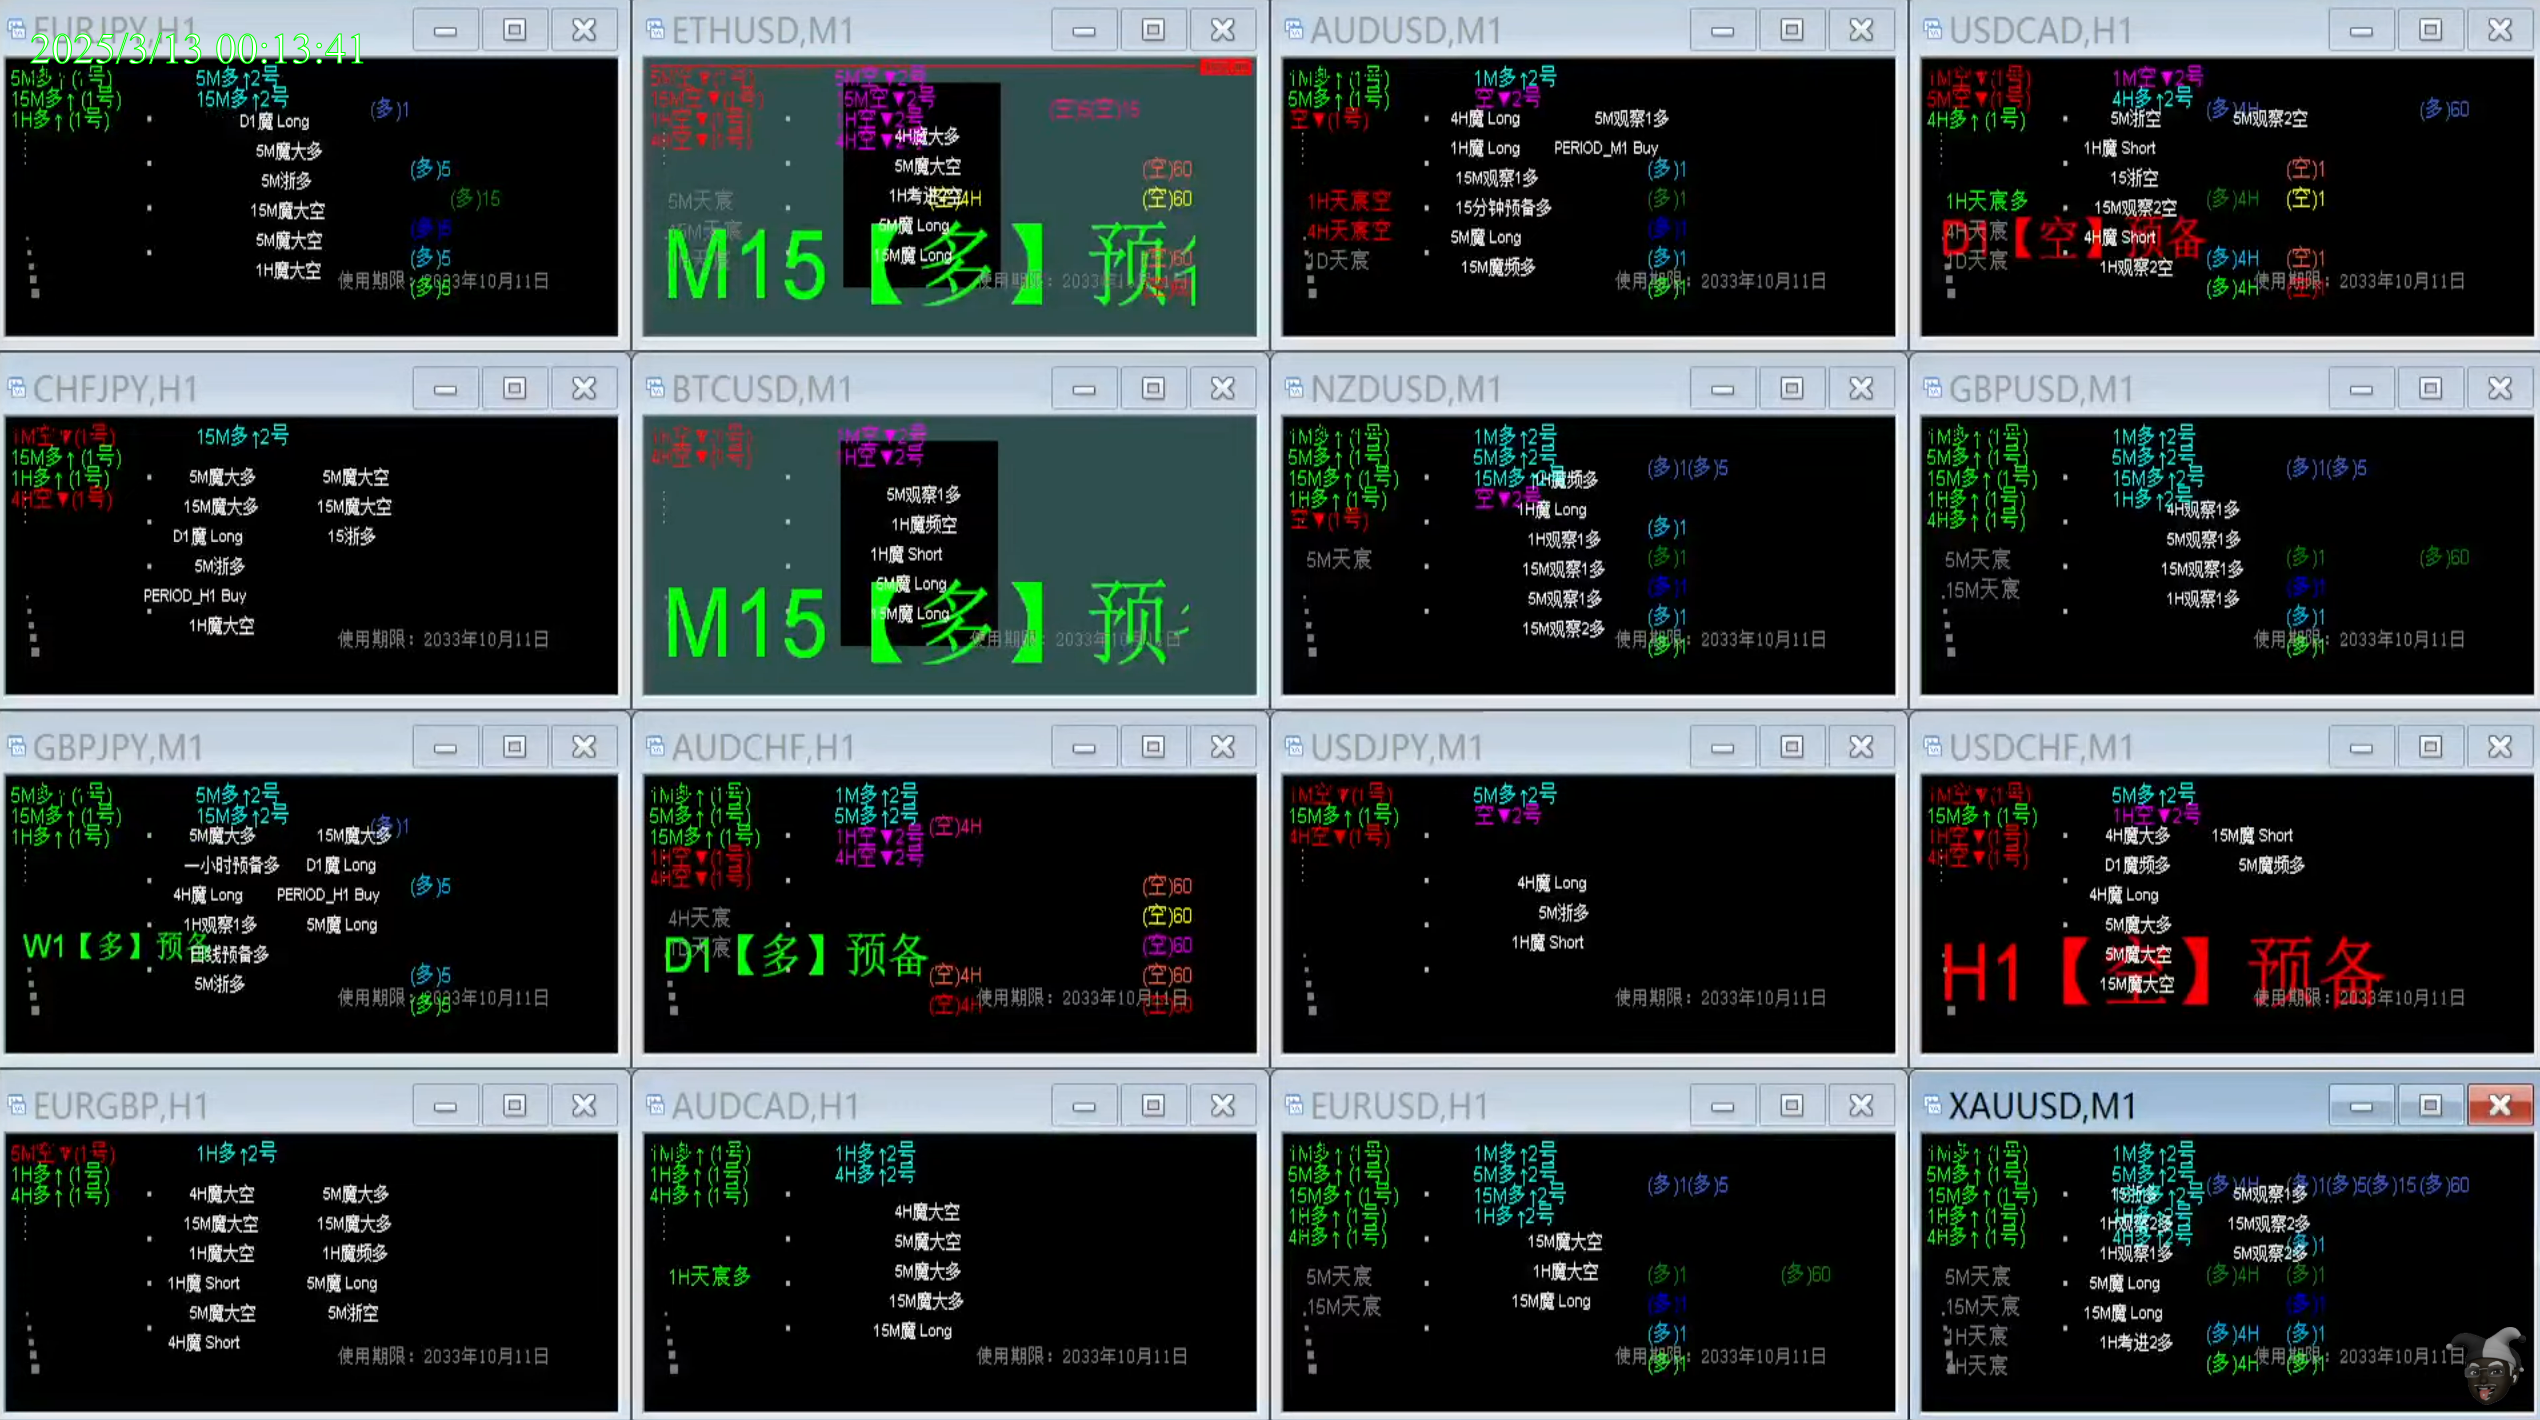 EURJPY,H1
2025/3/13 00:13:41
5M多↑(1号) 5M多↑2号
15M多↑(1号) 15M多↑2号
1H多↑(1号)
(多)1
D1魔 Long
5M魔大多
5M浙多
15M魔大空
5M魔大空
1H魔大空
(多)5
(多)15
(多)5
(多)5
(多)5
使用期限：2033年10月11日
ETHUSD,M1
5M空▼(1号) 5M空▼2号
15M空▼(1号) 15M空▼2号
1H空▼(1号) 1H空▼2号
4H空▼(1号) 4H空▼2号
4H魔大多
5M魔大空
5M魔 Long
15M魔 Long
(空)60
(空)60
(空)60
5M天宸
M15【多】预
AUDUSD,M1
1M多↑(1号) 1M多↑2号
5M多↑(1号) 空▼2号
空▼(1号)
4H魔 Long 5M观察1多
1H魔 Long PERIOD_M1 Buy
15M观察1多
15分钟预备多
5M魔 Long
15M魔频多
1H天宸空
4H天宸空
1D天宸
(多)1
(多)1
(多)1
(多)1
(多)1
使用期限：2033年10月11日
USDCAD,H1
1M空▼(1号) 1M空▼2号
5M空▼(1号) 4H多↑2号
4H多↑(1号)
(多)4H (多)60
5M浙空 5M观察2空
1H魔 Short
15浙空
15M观察2空
4H魔 Short
1H观察2空
1H天宸多
4H天宸
1D天宸
D1【空】预备
(空)1
(多)4H (空)1
(多)4H (空)1
(多)4H (空)1
使用期限：2033年10月11日
CHFJPY,H1
1M空▼(1号) 15M多↑2号
15M多↑(1号)
1H多↑(1号)
4H空▼(1号)
5M魔大多 5M魔大空
15M魔大多 15M魔大空
D1魔 Long 15浙多
5M浙多
PERIOD_H1 Buy
1H魔大空
使用期限：2033年10月11日
BTCUSD,M1
1H空▼(1号) 1M空▼2号
4H空▼(1号) 1H空▼2号
5M观察1多
1H魔频空
1H魔 Short
5M魔 Long
15M魔 Long
M15【多】预
使用期限：2033年10月11日
NZDUSD,M1
1M多↑(1号) 1M多↑2号
5M多↑(1号) 5M多↑2号
15M多↑(1号) 15M多↑2号
1H多↑(1号) 空▼2号
空▼(1号)
(多)1(多)5
1H魔 Long
1H观察1多
15M观察1多
5M观察1多
15M观察2多
5M天宸
(多)1
(多)1
(多)1
(多)1
(多)1
使用期限：2033年10月11日
GBPUSD,M1
1M多↑(1号) 1M多↑2号
5M多↑(1号) 5M多↑2号
15M多↑(1号) 15M多↑2号
1H多↑(1号) 1H多↑2号
4H多↑(1号)
(多)1(多)5
4H观察1多
5M观察1多
15M观察1多
1H观察1多
5M天宸
15M天宸
(多)1 (多)60
(多)1
(多)1
(多)1
使用期限：2033年10月11日
GBPJPY,M1
5M多↑(1号) 5M多↑2号
15M多↑(1号) 15M多↑2号
1H多↑(1号)
(多)1
5M魔大多 15M魔大多
一小时预备多 D1魔 Long
4H魔 Long PERIOD_H1 Buy
1H观察1多 5M魔 Long
日线预备多
5M浙多
W1【多】预备
(多)5
(多)5
(多)5
使用期限：2033年10月11日
AUDCHF,H1
1M多↑(1号) 1M多↑2号
5M多↑(1号) 5M多↑2号
15M多↑(1号) 1H空▼2号
1H空▼(1号) 4H空▼2号
4H空▼(1号)
(空)4H
4H天宸
1D天宸
D1【多】预备
(空)60
(空)60
(空)60
(空)4H (空)60
(空)4H (空)60
使用期限：2033年10月11日
USDJPY,M1
1M空▼(1号) 5M多↑2号
15M多↑(1号) 空▼2号
4H空▼(1号)
4H魔 Long
5M浙多
1H魔 Short
使用期限：2033年10月11日
USDCHF,M1
1M空▼(1号) 5M多↑2号
15M多↑(1号) 1H空▼2号
1H空▼(1号)
4H空▼(1号)
4H魔大多 15M魔 Short
D1魔频多 5M魔频多
4H魔 Long
5M魔大多
5M魔大空
15M魔大空
H1【空】预备
使用期限：2033年10月11日
EURGBP,H1
5M空▼(1号) 1H多↑2号
1H多↑(1号)
4H多↑(1号)
4H魔大空 5M魔大多
15M魔大空 15M魔大多
1H魔大空 1H魔频多
1H魔 Short 5M魔 Long
5M魔大空 5M浙空
4H魔 Short
使用期限：2033年10月11日
AUDCAD,H1
1M多↑(1号) 1H多↑2号
1H多↑(1号) 4H多↑2号
4H多↑(1号)
4H魔大空
5M魔大空
5M魔大多
15M魔大多
15M魔 Long
1H天宸多
使用期限：2033年10月11日
EURUSD,H1
1M多↑(1号) 1M多↑2号
5M多↑(1号) 5M多↑2号
15M多↑(1号) 15M多↑2号
1H多↑(1号) 1H多↑2号
4H多↑(1号)
(多)1(多)5
15M魔大空
1H魔大空
15M魔 Long
5M天宸
15M天宸
(多)1 (多)60
(多)1
(多)1
(多)1
使用期限：2033年10月11日
XAUUSD,M1
1M多↑(1号) 1M多↑2号
5M多↑(1号) 5M多↑2号
15M多↑(1号)
1H多↑(1号)
4H多↑(1号) 4H多↑2号
(多)4H (多)1(多)5(多)15(多)60
15浙多 5M观察1多
1H观察2多 15M观察2多
1H观察1多 5M观察2多
5M魔 Long
15M魔 Long
1H考进2多
5M天宸
15M天宸
1H天宸
4H天宸
(多)1
(多)4H (多)1
(多)1
(多)4H (多)1
(多)4H (多)1
使用期限：2033年10月11日